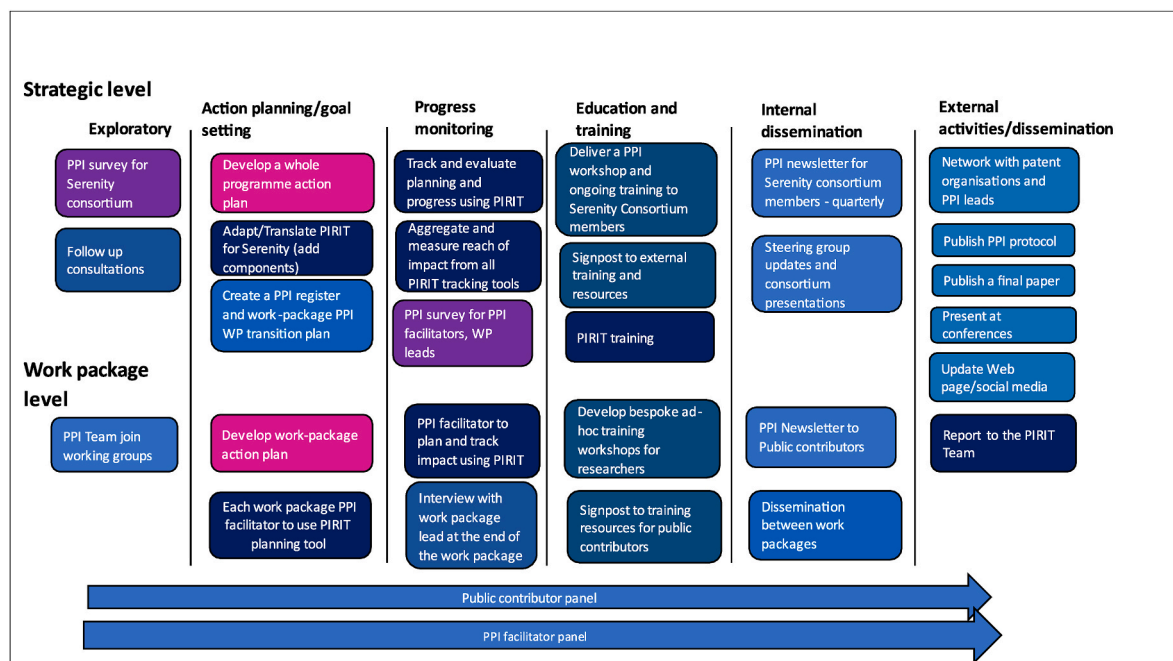 Strategic level
Exploratory
PPI survey for
Serenity
consortium
Follow up
consultations
Action planning/goal
setting
Develop a whole
programme action
plan
Adapt/Translate PIRIT
for Serenity (add
components)
Create a PPI register
and work-package PPI
WP transition plan
Progress
monitoring
Track and evaluate
planning and
progress using PIRIT
Aggregate and
measure reach of
impact from all
PIRIT tracking tools
PPI survey for PPI
facilitators, WP
leads
Education and
training
Deliver a PPI
workshop and
ongoing training to
Serenity Consortium
members
Signpost to external
training and
resources
PIRIT training
Internal
dissemination
PPI newsletter for
Serenity consortium
members - quarterly
Steering group
updates and
consortium
presentations
External
activities/dissemination
Network with patent
organisations and
PPI leads
Publish PPI protocol
Publish a final paper
Present at
conferences
Update Web
page/social media
Work package
level
PPI Team join
working groups
Develop work-package
action plan
Each work package PPI
facilitator to use PIRIT
planning tool
PPI facilitator to
plan and track
impact using PIRIT
Interview with
work package
lead at the end of
the work package
Develop bespoke ad-
hoc training
workshops for
researchers
Signpost to training
resources for public
contributors
PPI Newsletter to
Public contributors
Dissemination
between work
packages
Report to the PIRIT
Team
Public contributor panel
PPI facilitator panel